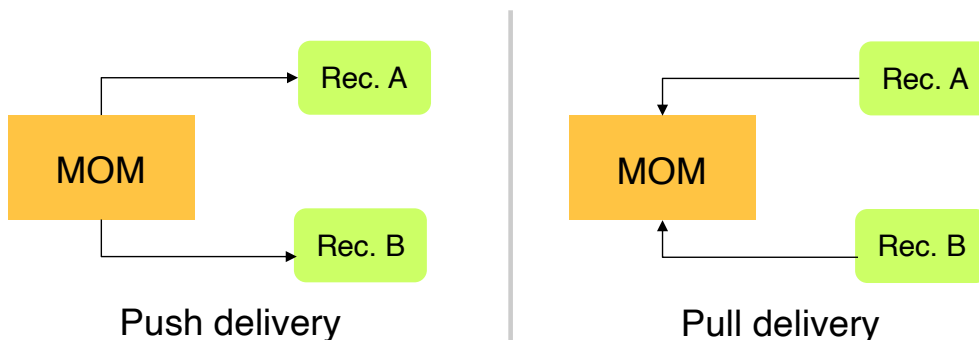 Rec. A
MOM
Rec. B
Push delivery
Rec. A
MOM
Rec. B
Pull delivery